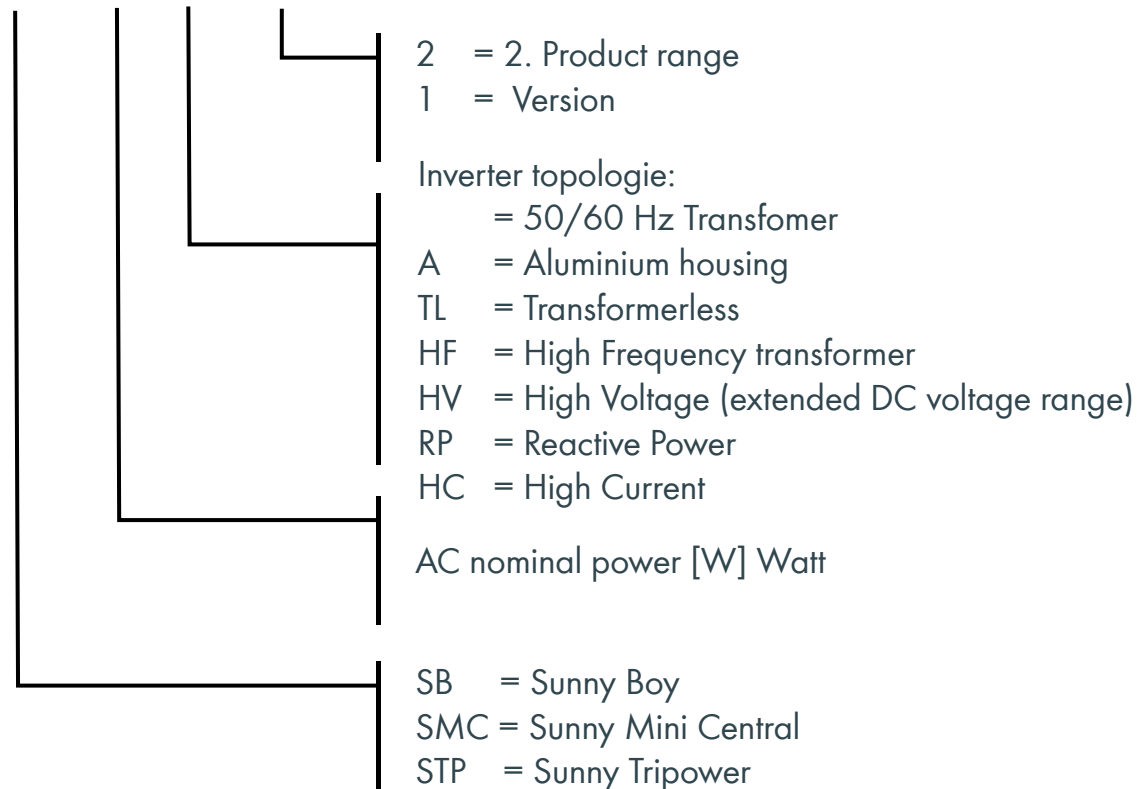 2 = 2. Product range
1 = Version
Inverter topologie:
= 50/60 Hz Transfomer
A = Aluminium housing
TL = Transformerless
HF = High Frequency transformer
HV = High Voltage (extended DC voltage range)
RP = Reactive Power
HC = High Current
AC nominal power [W] Watt
SB = Sunny Boy
SMC = Sunny Mini Central
STP = Sunny Tripower